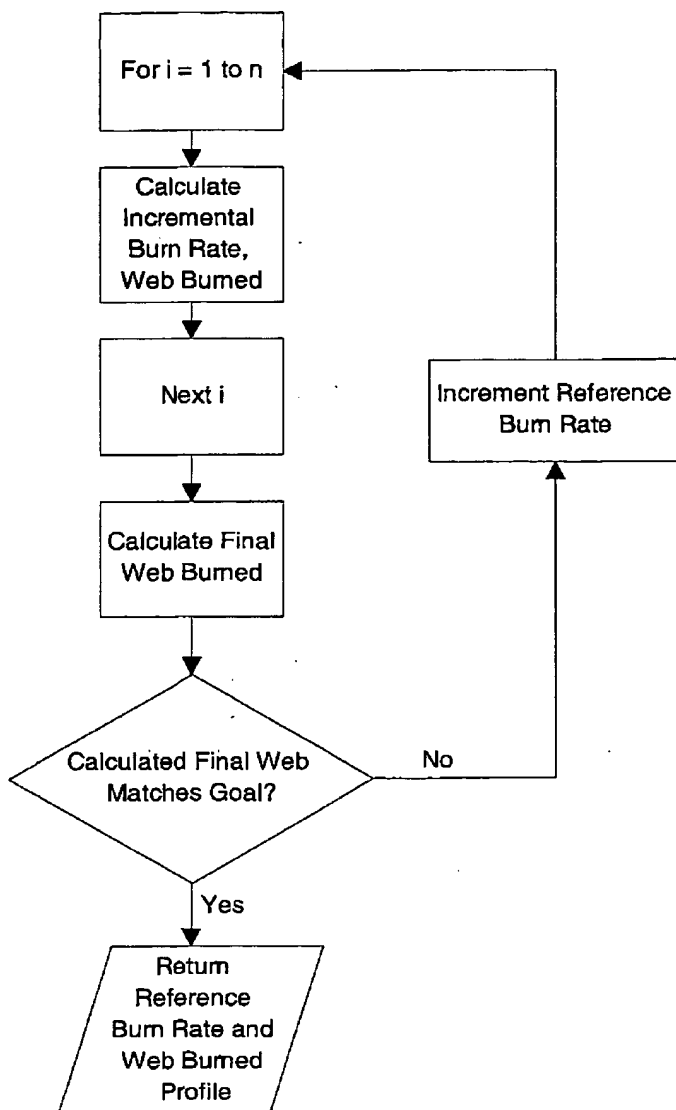 For i = 1 to n
Calculate
Incremental
Burn Rate,
Web Burned
Next i
Increment Reference
Burn Rate
Calculate Final
Web Burned
Calculated Final Web
Matches Goal?
No
Yes
Return
Reference
Burn Rate and
Web Burned
Profile